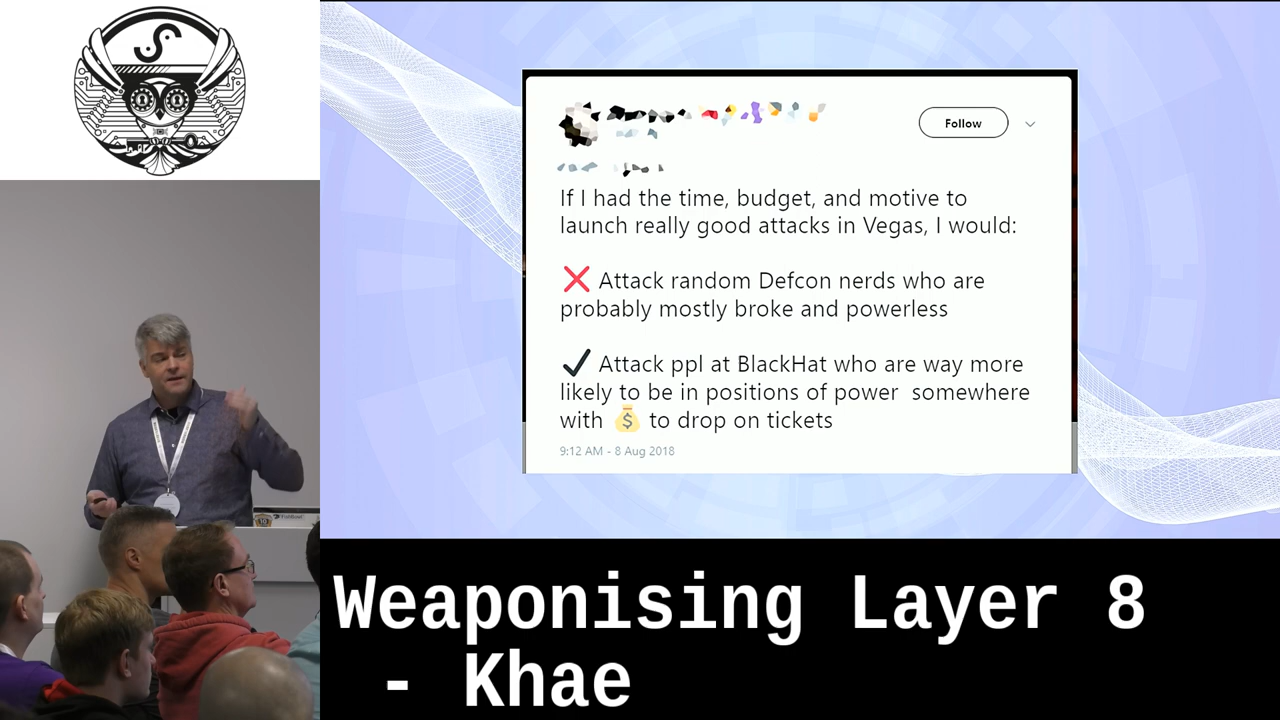 Follow
If I had the time, budget, and motive to
launch really good attacks in Vegas, I would:
❌ Attack random Defcon nerds who are
probably mostly broke and powerless
✔ Attack ppl at BlackHat who are way more
likely to be in positions of power  somewhere
with 💰 to drop on tickets
9:12 AM - 8 Aug 2018
Weaponising Layer 8
- Khae